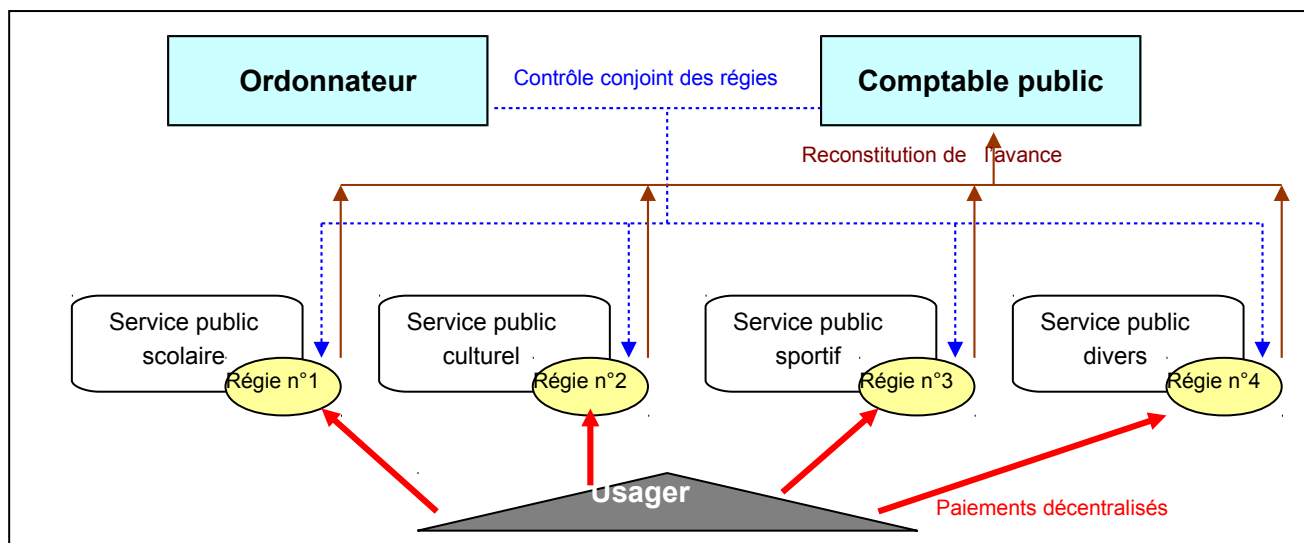 Ordonnateur
Contrôle conjoint des régies
Comptable public
Reconstitution de l'avance
Service public
scolaire
Régie n°1
Service public
culturel
Régie n°2
Service public
sportif
Régie n°3
Service public
divers
Régie n°4
Usager
Paiements décentralisés